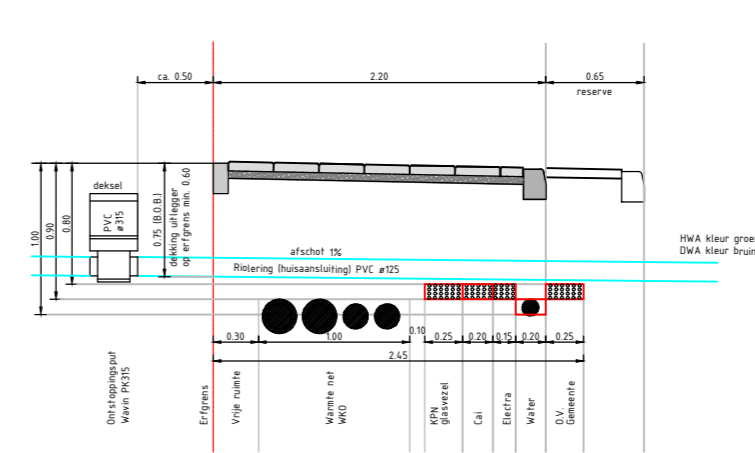 ca. 0.50
2.20
0.65
reserve
deksel
PVC
ø315
1.00
0.90
0.80
0.75 (B.O.B.)
dekking uitlegger
op erfgrens min. 0.60
afschot 1%
Riolering (huisaansluiting) PVC ø125
HWA kleur groe
DWA kleur bruin
0.30
1.00
0.10
0.25
0.20
0.15
0.20
0.25
2.45
Ontstoppingsput
Wavin PK315
Erfgrens
Vrije ruimte
Warmte net
WKO
KPN
glasvezel
Cai
Electra
Water
O.V.
Gemeente